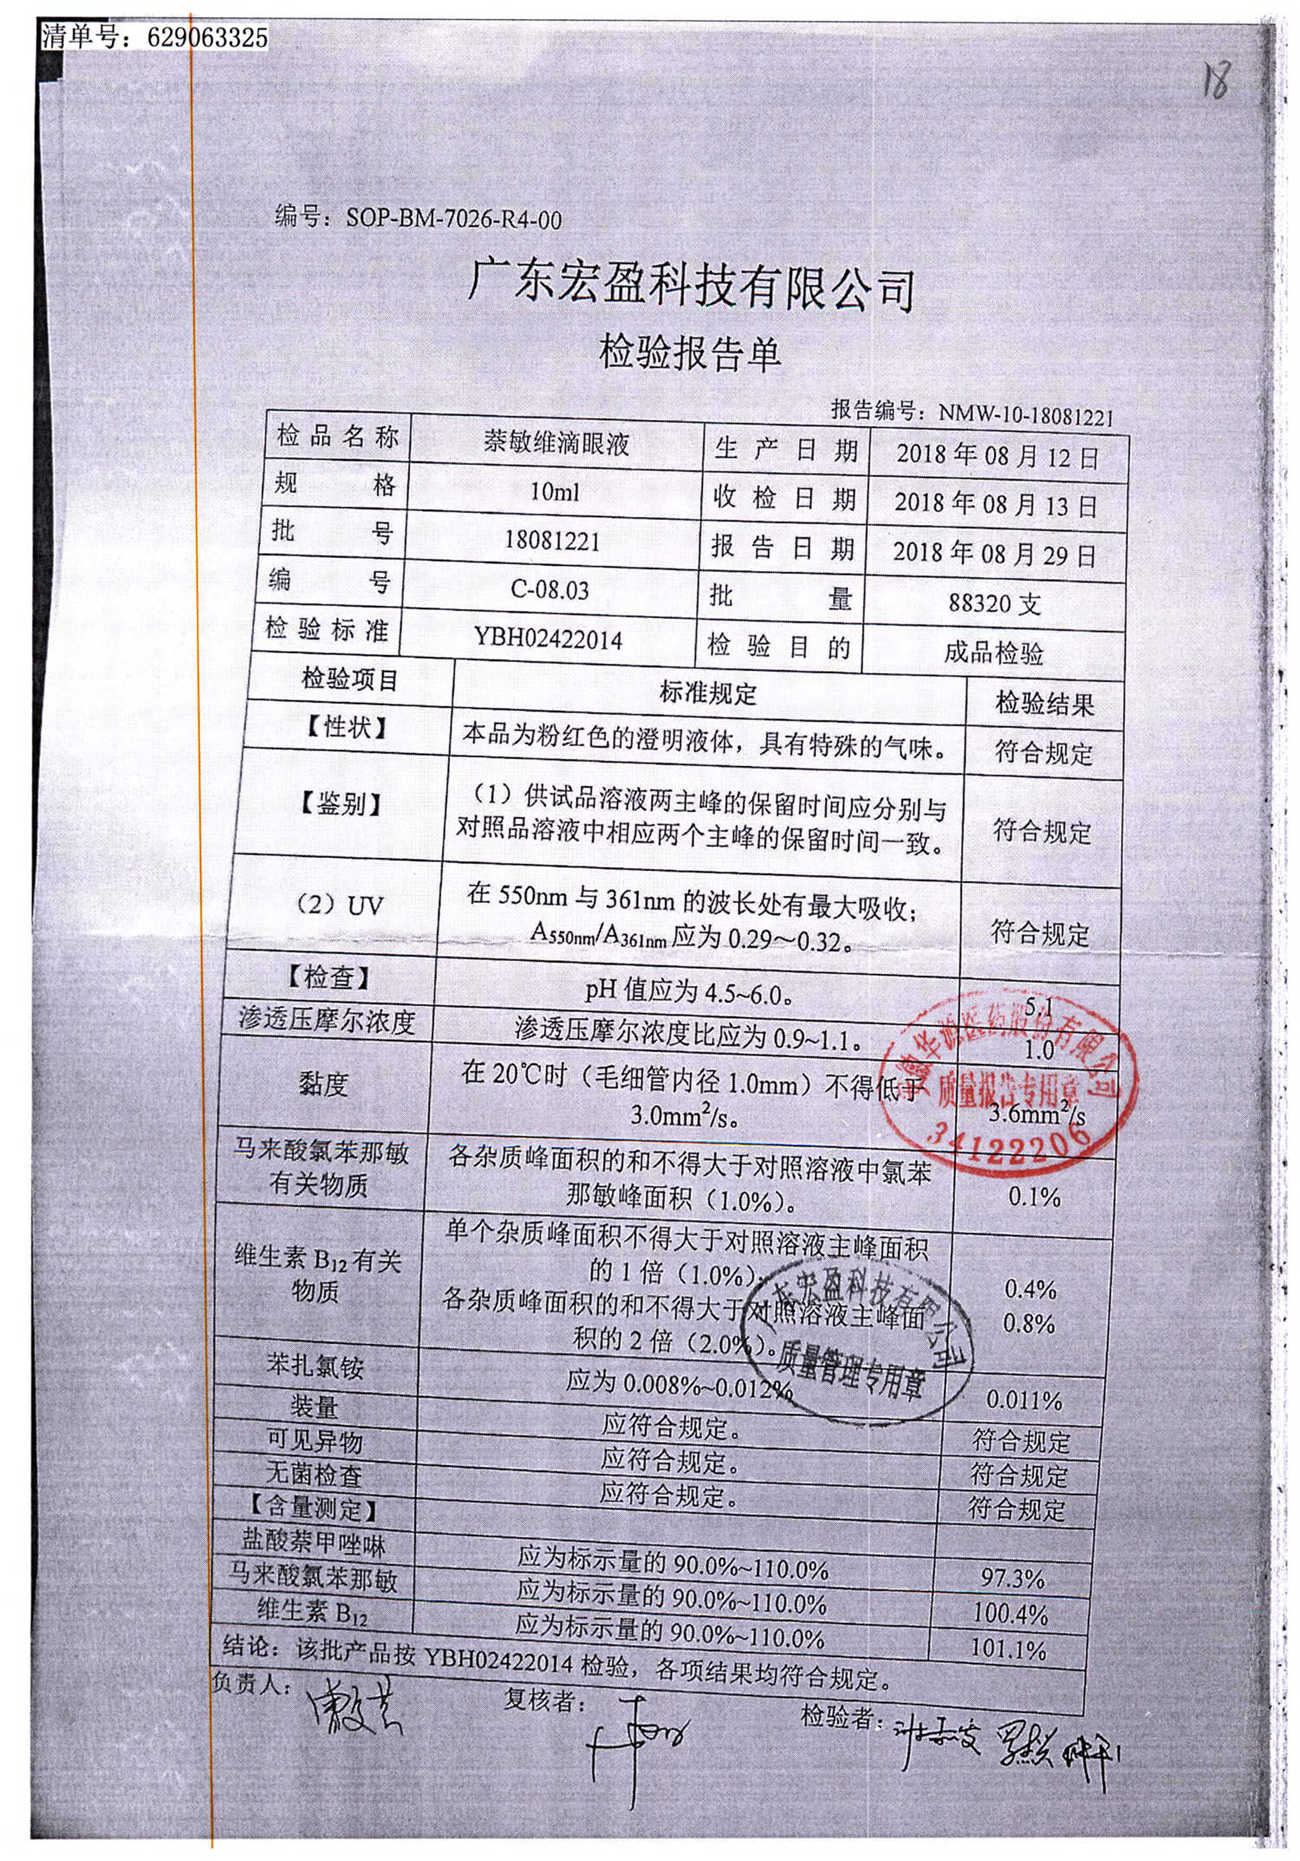 清单号：629063325
18
编号：SOP-BM-7026-R4-00
广东宏盈科技有限公司
检验报告单
报告编号：NMW-10-18081221
检品名称 萘敏维滴眼液 生产日期 2018年08月12日
规格 10ml 收检日期 2018年08月13日
批号 18081221 报告日期 2018年08月29日
编号 C-08.03 批量 88320支
检验标准 YBH02422014 检验目的 成品检验
检验项目 标准规定 检验结果
【性状】 本品为粉红色的澄明液体，具有特殊的气味。 符合规定
【鉴别】 （1）供试品溶液两主峰的保留时间应分别与
对照品溶液中相应两个主峰的保留时间一致。 符合规定
（2）UV 在550nm与361nm的波长处有最大吸收；
A550nm/A361nm应为0.29～0.32。 符合规定
【检查】 pH值应为4.5~6.0。 5.1
渗透压摩尔浓度 渗透压摩尔浓度比应为0.9~1.1。 1.0
黏度 在20℃时（毛细管内径1.0mm）不得低于
3.0mm²/s。 3.6mm²/s
华源医药股份有限公司
质量报告专用章
34122206
马来酸氯苯那敏
有关物质 各杂质峰面积的和不得大于对照溶液中氯苯
那敏峰面积（1.0%）。 0.1%
维生素B12有关
物质 单个杂质峰面积不得大于对照溶液主峰面积
的1倍（1.0%） 0.4%
各杂质峰面积的和不得大于对照溶液主峰面
积的2倍（2.0%）。 0.8%
广东宏盈科技有限公司
质量管理专用章
苯扎氯铵 应为0.008%~0.012% 0.011%
装量 应符合规定。 符合规定
可见异物 应符合规定。 符合规定
无菌检查 应符合规定。 符合规定
【含量测定】
盐酸萘甲唑啉 应为标示量的90.0%~110.0% 97.3%
马来酸氯苯那敏 应为标示量的90.0%~110.0% 100.4%
维生素B12 应为标示量的90.0%~110.0% 101.1%
结论：该批产品按YBH02422014检验，各项结果均符合规定。
负责人： 复核者： 检验者：